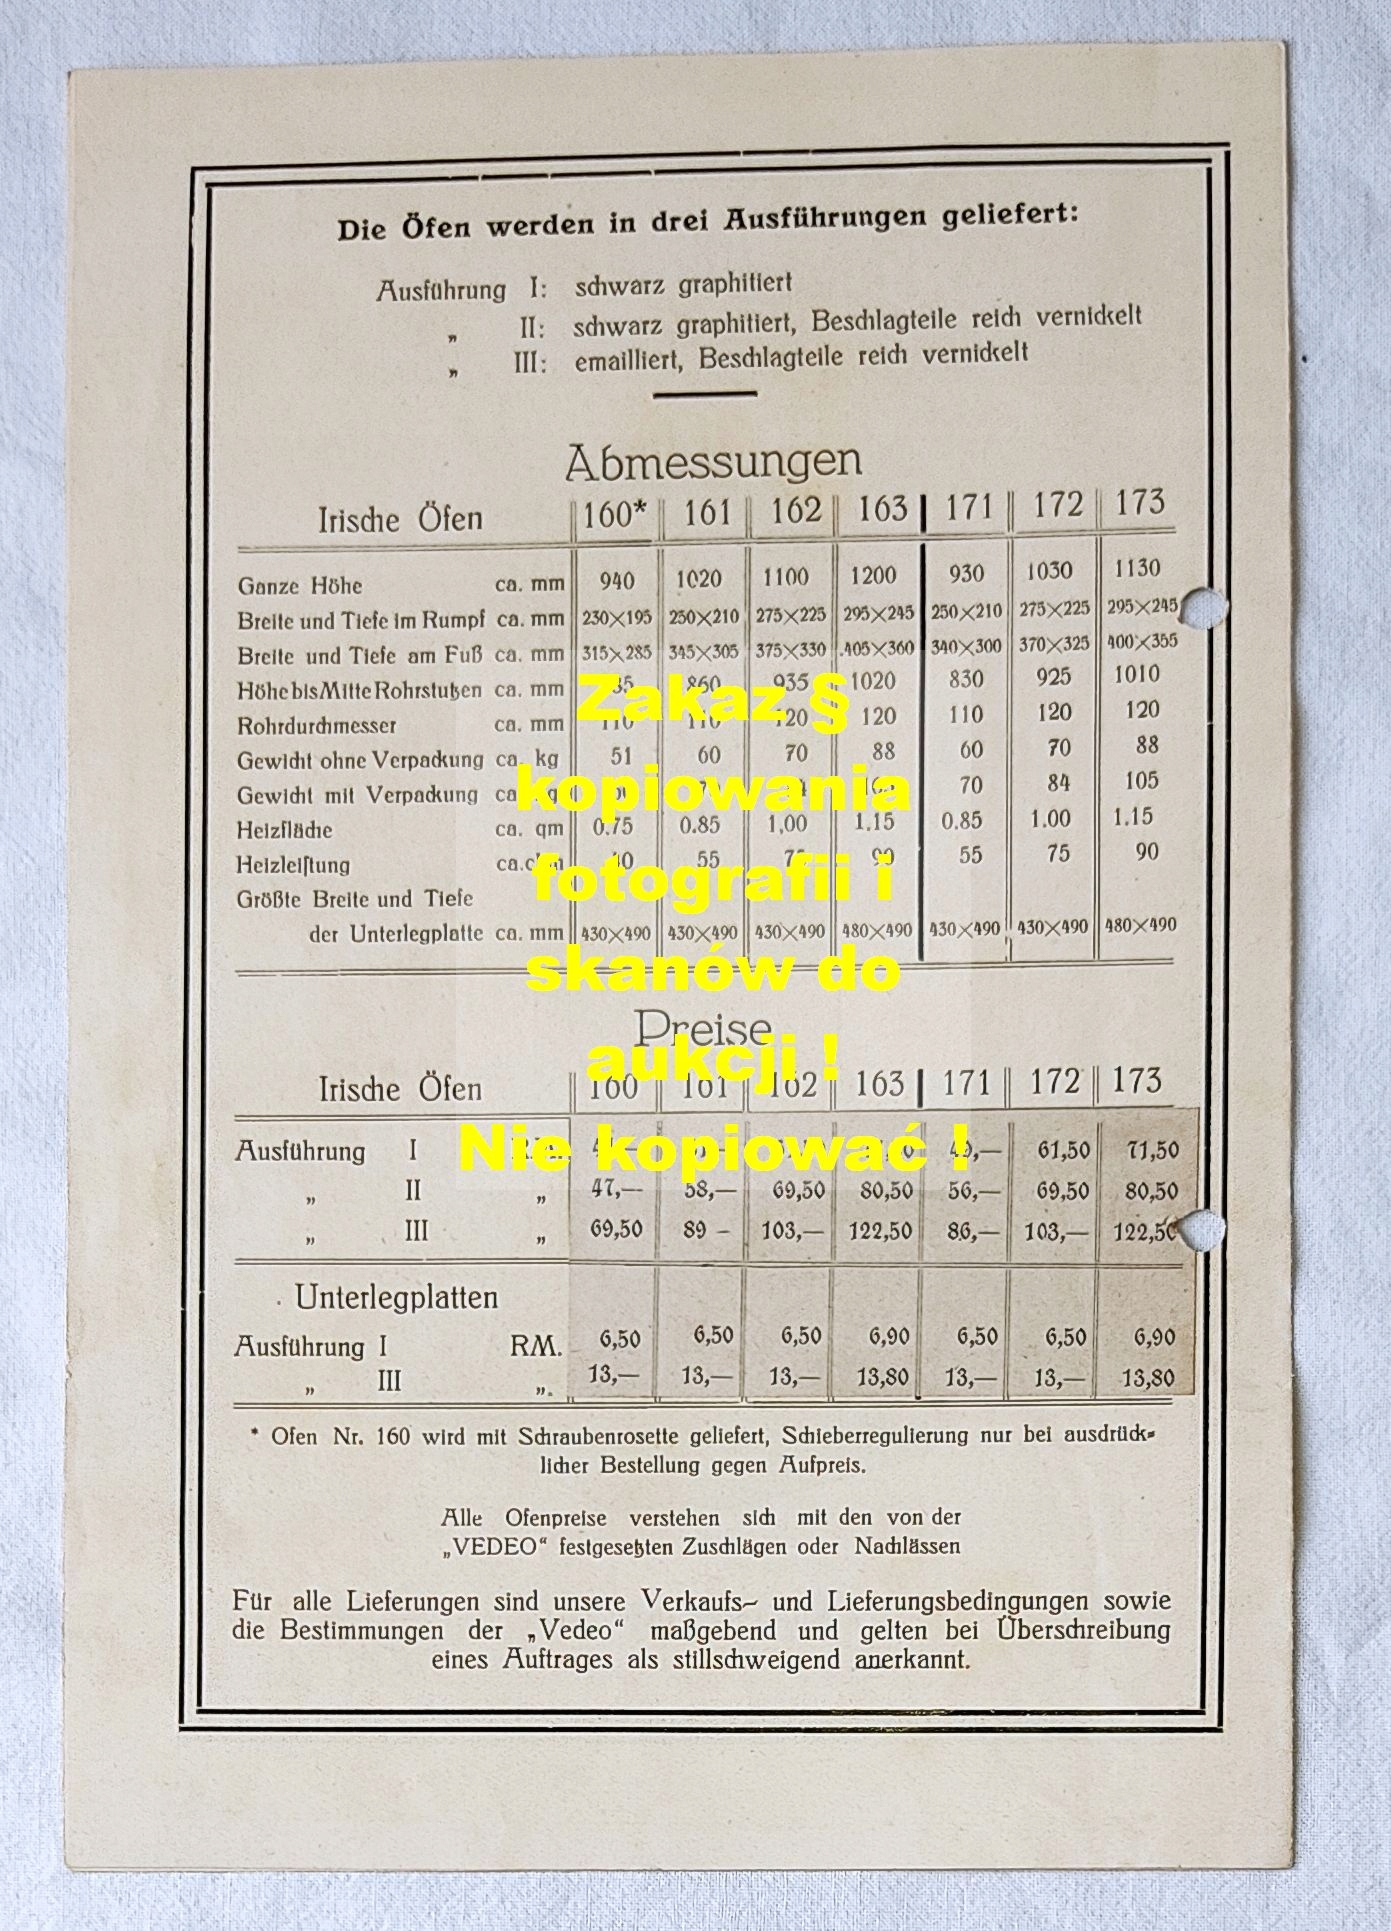 Die Öfen werden in drei Ausführungen geliefert:
Ausführung I: schwarz graphitiert
„ II: schwarz graphitiert, Beschlagteile reich vernickelt
„ III: emailliert, Beschlagteile reich vernickelt
Abmessungen
Irische Öfen 160* 161 162 163 171 172 173
Ganze Höhe ca. mm 940 1020 1100 1200 930 1030 1130
Breite und Tiefe im Rumpf ca. mm 230×195 250×210 275×225 295×245 250×210 275×225 295×245
Breite und Tiefe am Fuß ca. mm 315×285 345×305 375×330 405×360 340×300 370×325 400×355
Höhe bis Mitte Rohrstutzen ca. mm 860 935 1020 830 925 1010
Rohrdurchmesser ca. mm 110 110 120 120 110 120 120
Gewicht ohne Verpackung ca. kg 51 60 70 88 60 70 88
Gewicht mit Verpackung 70 84 105
Heizfläche ca. qm 0.75 0.85 1,00 1.15 0.85 1.00 1.15
Heizleistung 55 75 90 55 75 90
Größte Breite und Tiefe
der Unterlegplatte ca. mm 430×490 430×490 430×490 480×490 430×490 430×490 480×490
Preise
Irische Öfen 160 161 162 163 171 172 173
Ausführung I 61,50 71,50
„ II „ 47,— 58,— 69,50 80,50 56,— 69,50 80,50
„ III „ 69,50 89 – 103,— 122,50 86,— 103,— 122,50
Unterlegplatten
Ausführung I RM. 6,50 6,50 6,50 6,90 6,50 6,50 6,90
„ III „. 13,— 13,— 13,— 13,80 13,— 13,— 13,80
* Ofen Nr. 160 wird mit Schraubenrosette geliefert, Schieberregulierung nur bei ausdrück-
licher Bestellung gegen Aufpreis.
Alle Ofenpreise verstehen sich mit den von der
„VEDEO“ festgesetzten Zuschlägen oder Nachlässen
Für alle Lieferungen sind unsere Verkaufs- und Lieferungsbedingungen sowie
die Bestimmungen der „Vedeo“ maßgebend und gelten bei Überschreibung
eines Auftrages als stillschweigend anerkannt.
Zakaz §
kopiowania
fotografii i
skanów do
aukcji !
Nie kopiować !